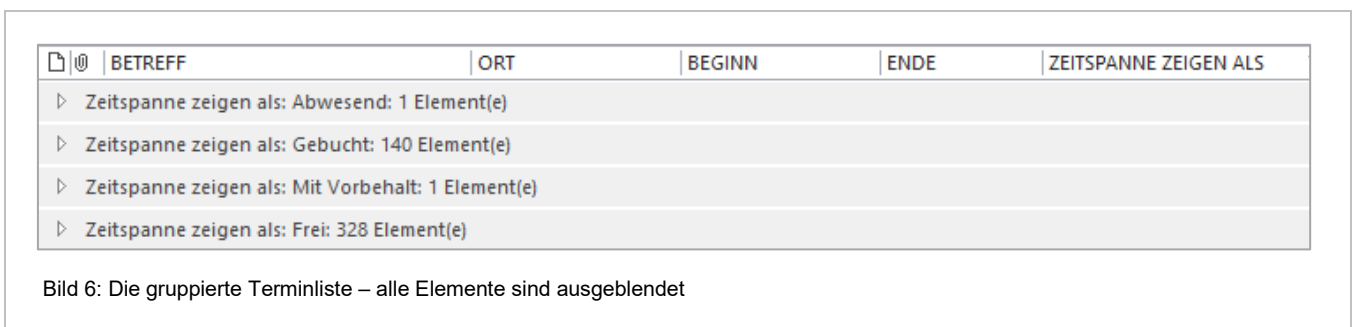 BETREFF ORT BEGINN ENDE ZEITSPANNE ZEIGEN ALS
Zeitspanne zeigen als: Abwesend: 1 Element(e)
Zeitspanne zeigen als: Gebucht: 140 Element(e)
Zeitspanne zeigen als: Mit Vorbehalt: 1 Element(e)
Zeitspanne zeigen als: Frei: 328 Element(e)
Bild 6: Die gruppierte Terminliste – alle Elemente sind ausgeblendet